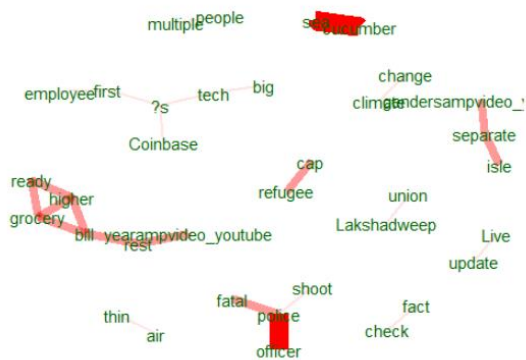 multiple people
sea
cucumber
change
climate
gendersampvideo_y
separate
isle
employee first
?s
tech
big
Coinbase
cap
refugee
ready
higher
grocery
bill
yearampvideo_youtube
rest
union
Lakshadweep
Live
update
fatal
shoot
police
officer
thin
air
fact
check